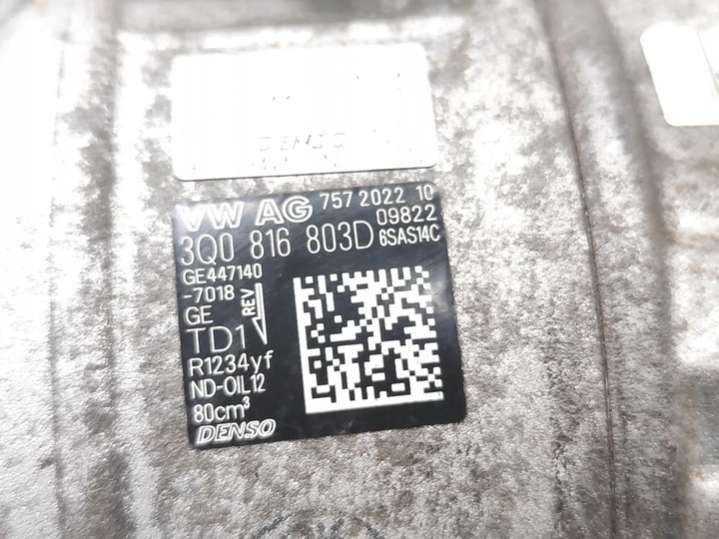 DENSO
VW AG 757 2022 10
09822
3Q0 816 803D 6SAS14C
GE447140
-7018
GE
REV
TD1
R1234yf
ND-OIL12
80cm³
DENSO